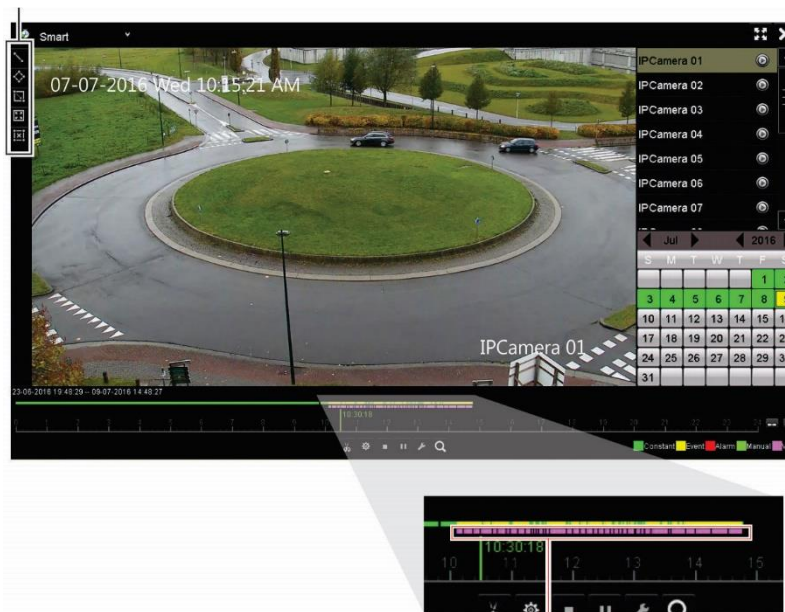 Smart
07-07-2016 Wed 10:15:21 AM
IPCamera 01
IPCamera 01
IPCamera 02
IPCamera 03
IPCamera 04
IPCamera 05
IPCamera 06
IPCamera 07
Jul 2016
S M T W T F
1
3 4 5 6 7 8
10 11 12 13 14 15
17 18 19 20 21 22
24 25 26 27 28 29
31
23-06-2016 19:48:29 -- 09-07-2016 14:48:27
10:30:18
Constant Event Alarm Manual
10:30:18
10 11 12 13 14 15